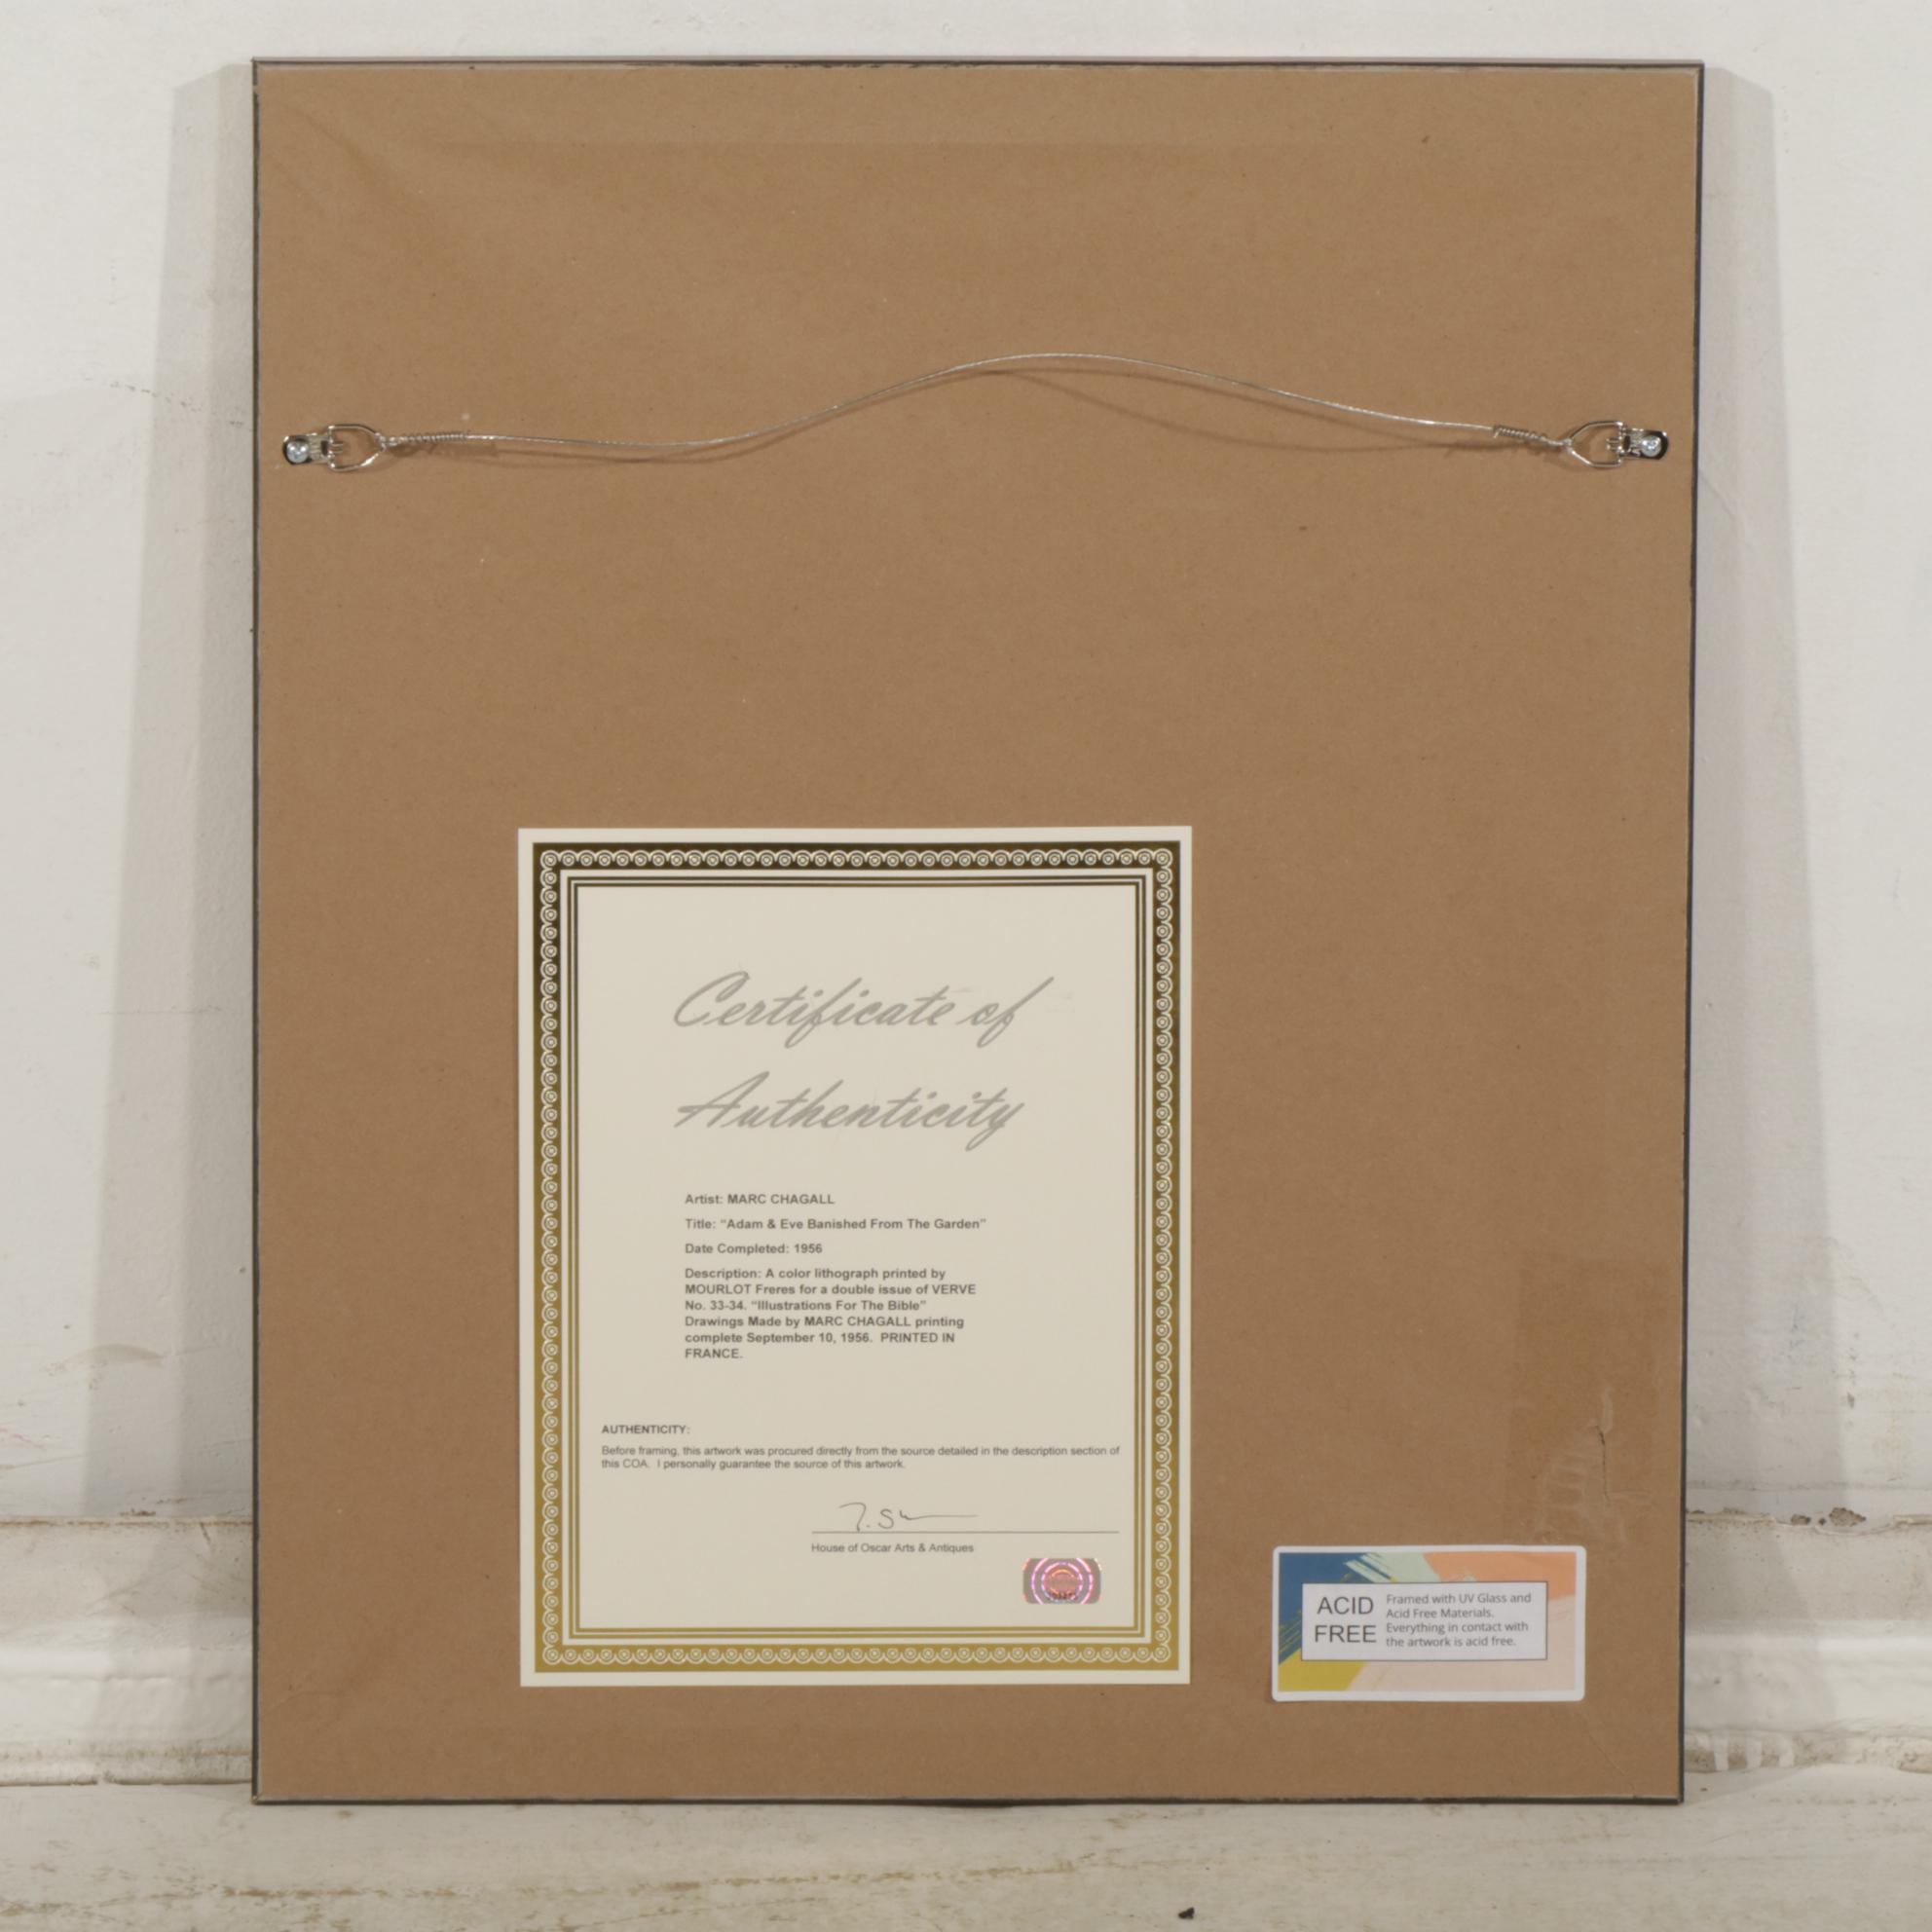 Certificate of
Authenticity
Artist: MARC CHAGALL
Title: “Adam & Eve Banished From The Garden”
Date Completed: 1956
Description: A color lithograph printed by
MOURLOT Freres for a double issue of VERVE
No. 33-34. “Illustrations For The Bible”
Drawings Made by MARC CHAGALL printing
complete September 10, 1956.  PRINTED IN
FRANCE.
AUTHENTICITY:
Before framing, this artwork was procured directly from the source detailed in the description section of
this COA.  I personally guarantee the source of this artwork.
House of Oscar Arts & Antiques
ACID
FREE
Framed with UV Glass and
Acid Free Materials.
Everything in contact with
the artwork is acid free.